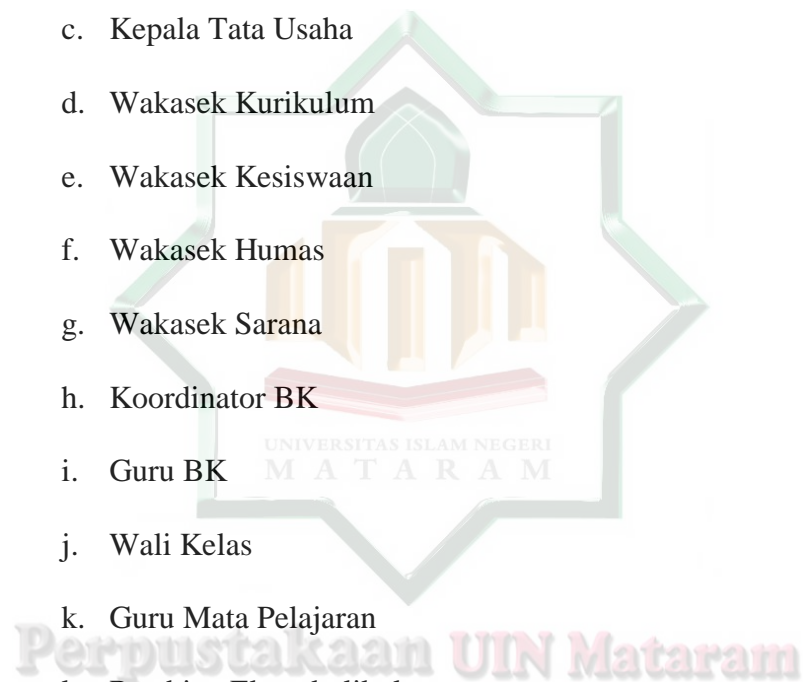 c. Kepala Tata Usaha
d. Wakasek Kurikulum
e. Wakasek Kesiswaan
f. Wakasek Humas
g. Wakasek Sarana
h. Koordinator BK
UNIVERSITAS ISLAM NEGERI
i. Guru BK
MATARAM
j. Wali Kelas
k. Guru Mata Pelajaran
Perpustakaan UIN Mataram